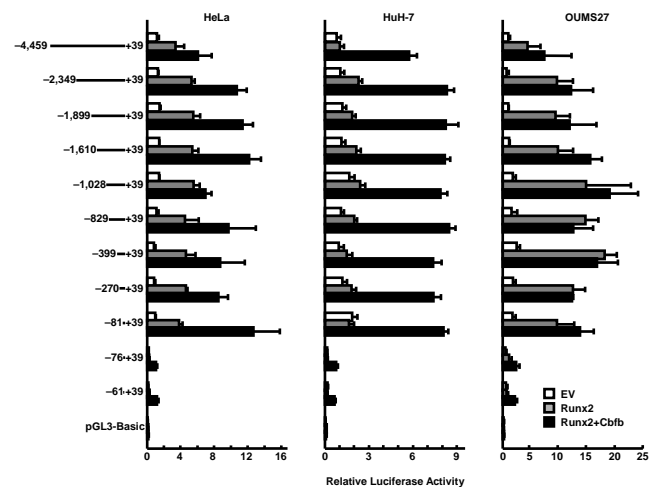 HeLa HuH-7 OUMS27
−4,459 +39
−2,349 +39
−1,899 +39
−1,610 +39
−1,028 +39
−829 +39
−399 +39
−270 +39
−81 +39
−76 +39
−61 +39
pGL3-Basic
EV
Runx2
Runx2+Cbfb
0 4 8 12 16 0 3 6 9 0 5 10 15 20 25
Relative Luciferase Activity